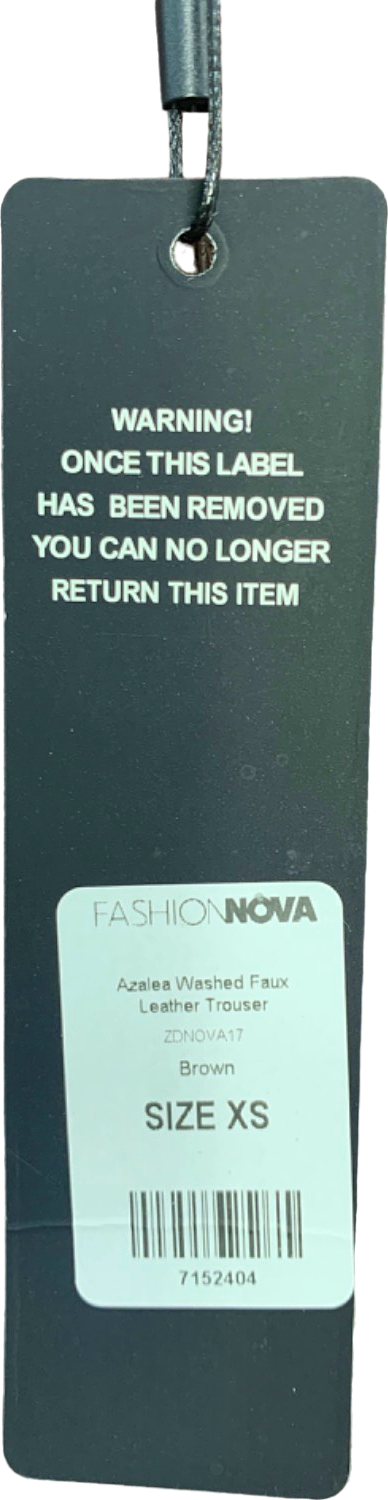 WARNING!
ONCE THIS LABEL
HAS BEEN REMOVED
YOU CAN NO LONGER
RETURN THIS ITEM
FASHIONNOVA
Azalea Washed Faux
Leather Trouser
ZDNOVA17
Brown
SIZE XS
7152404